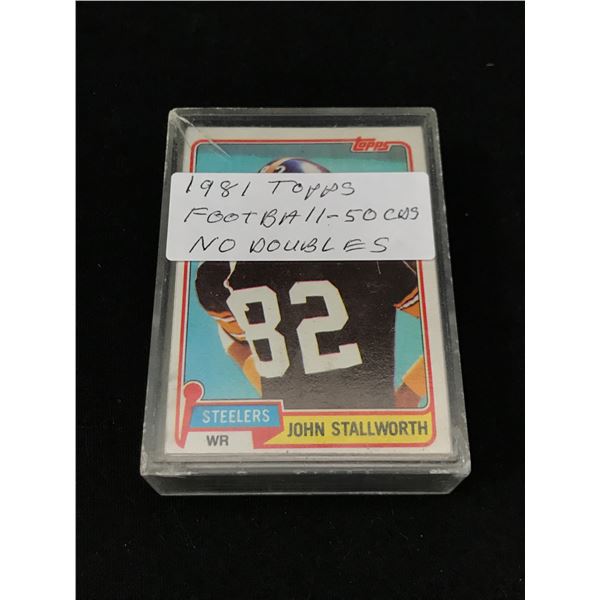 topps
1981 TOPPS
FOOTBALL-50 CDS
NO DOUBLES
82
STEELERS
WR
JOHN STALLWORTH